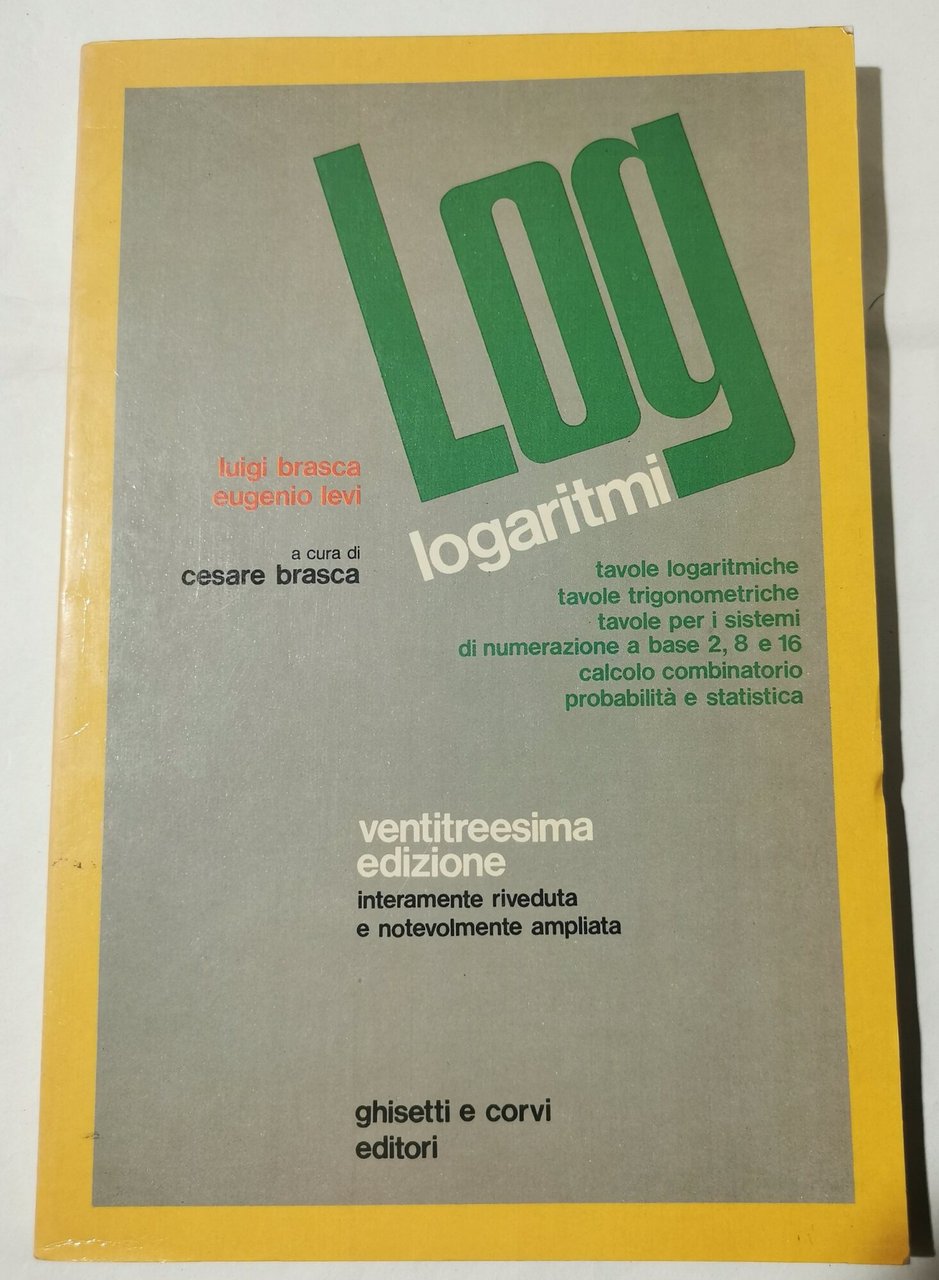 Log
logaritmi
luigi brasca
eugenio levi
a cura di
cesare brasca
tavole logaritmiche
tavole trigonometriche
tavole per i sistemi
di numerazione a base 2, 8 e 16
calcolo combinatorio
probabilità e statistica
ventitreesima
edizione
interamente riveduta
e notevolmente ampliata
ghisetti e corvi
editori